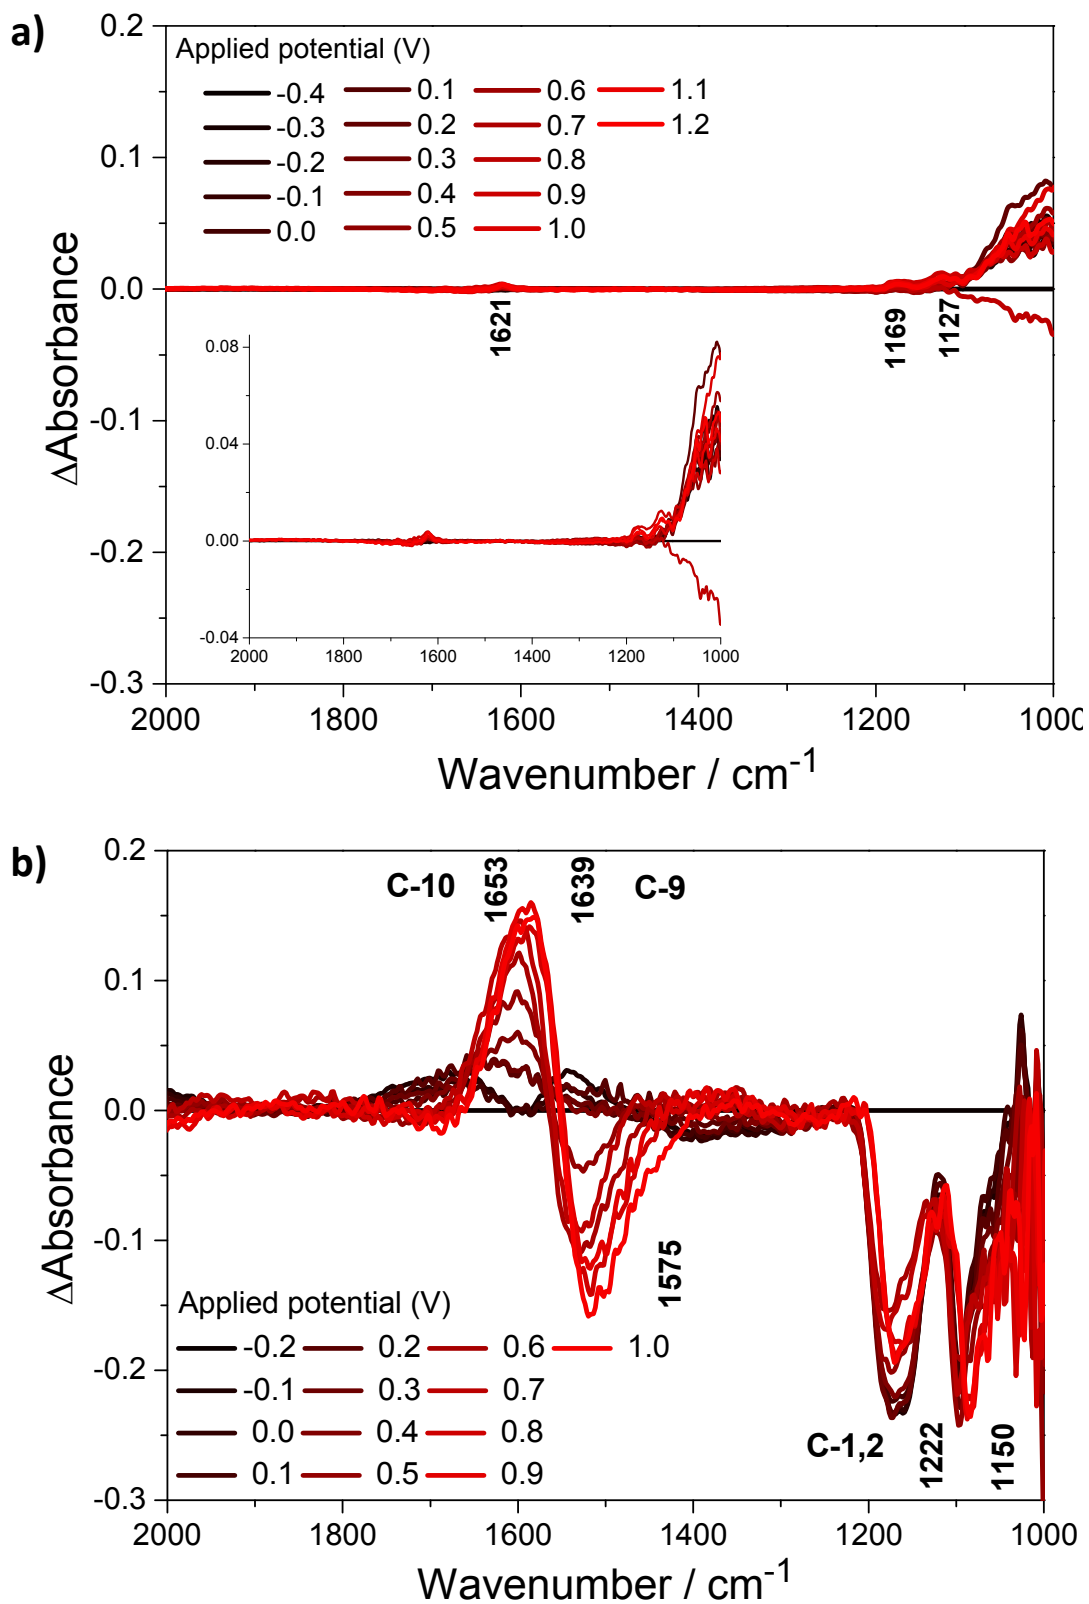 a)
Applied potential (V)
-0.4 0.1 0.6 1.1
-0.3 0.2 0.7 1.2
-0.2 0.3 0.8
-0.1 0.4 0.9
0.0 0.5 1.0
0.2
0.1
0.0
-0.1
-0.2
-0.3
ΔAbsorbance
1621
1169
1127
0.08
0.04
0.00
-0.04
2000 1800 1600 1400 1200 1000
2000 1800 1600 1400 1200 1000
Wavenumber / cm-1
b)
C-10 1653 1639 C-9
0.2
0.1
0.0
-0.1
-0.2
-0.3
ΔAbsorbance
1575
Applied potential (V)
-0.2 0.2 0.6 1.0
-0.1 0.3 0.7
0.0 0.4 0.8
0.1 0.5 0.9
C-1,2 1222 1150
2000 1800 1600 1400 1200 1000
Wavenumber / cm-1